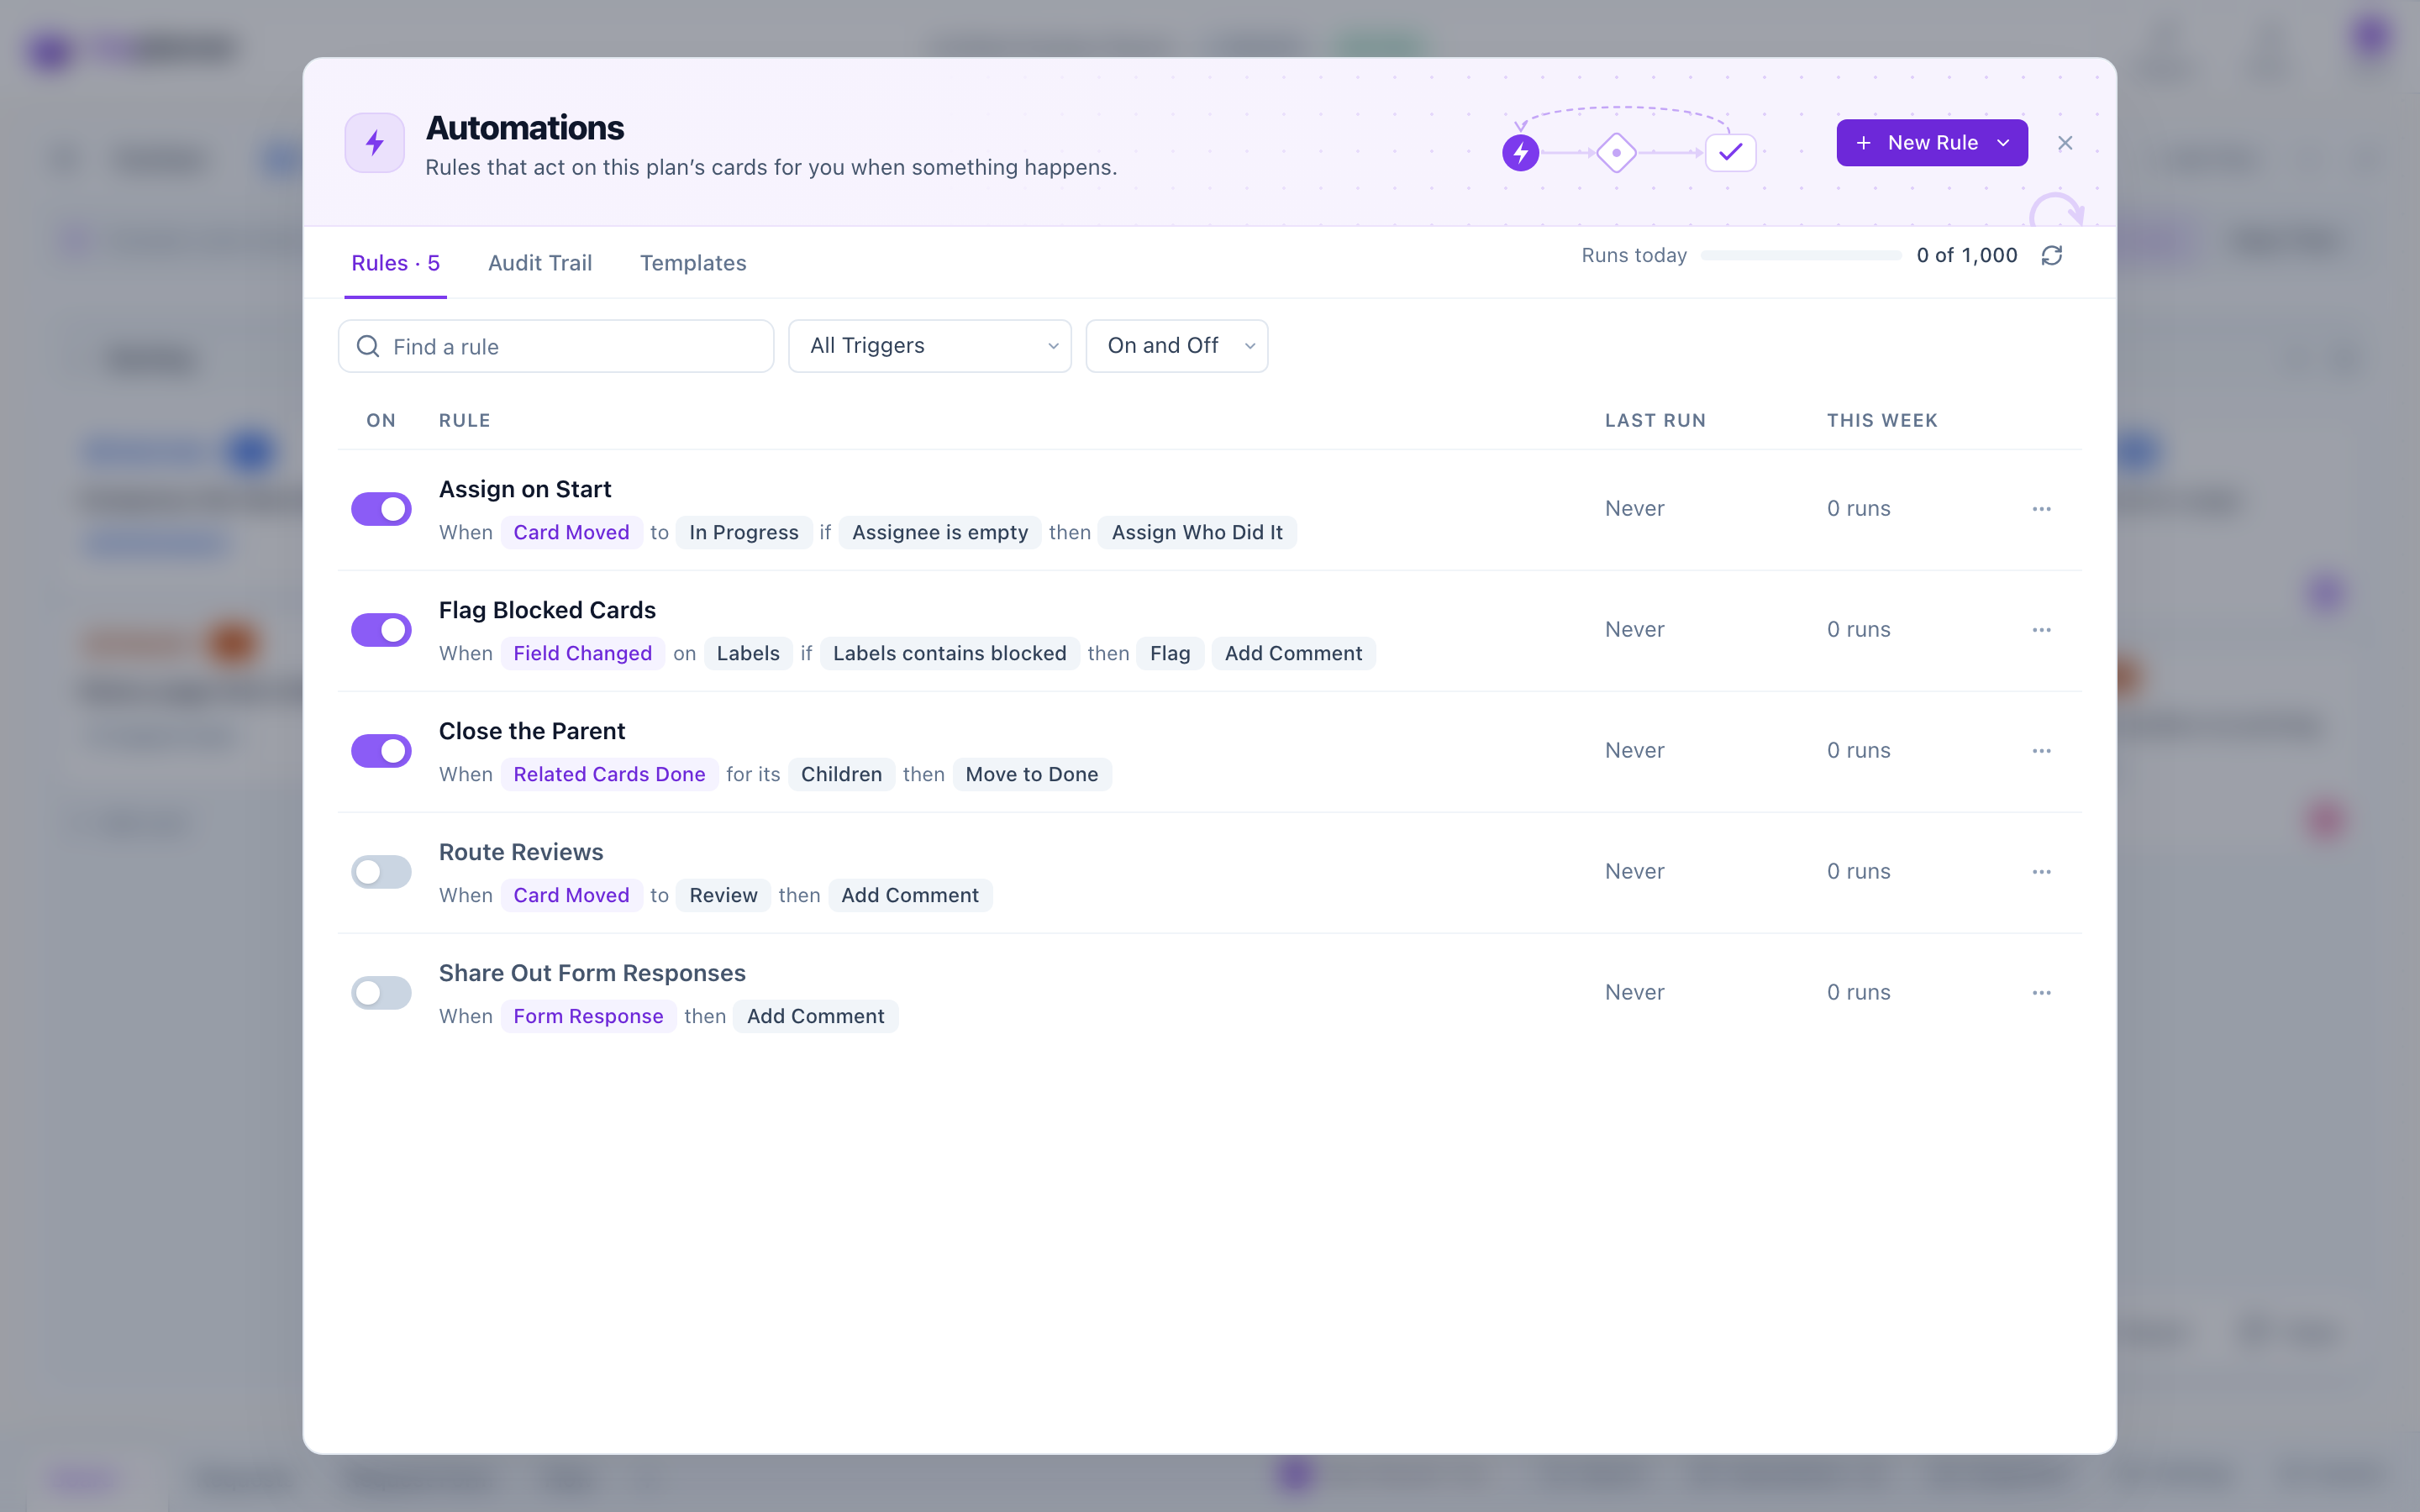 Automations
Rules that act on this plan’s cards for you when something happens.
New Rule
Rules · 5
Audit Trail
Templates
Runs today
0 of 1,000
Find a rule
All Triggers
On and Off
ON
RULE
LAST RUN
THIS WEEK
Assign on Start
When Card Moved to In Progress if Assignee is empty then Assign Who Did It
Never
0 runs
Flag Blocked Cards
When Field Changed on Labels if Labels contains blocked then Flag Add Comment
Never
0 runs
Close the Parent
When Related Cards Done for its Children then Move to Done
Never
0 runs
Route Reviews
When Card Moved to Review then Add Comment
Never
0 runs
Share Out Form Responses
When Form Response then Add Comment
Never
0 runs